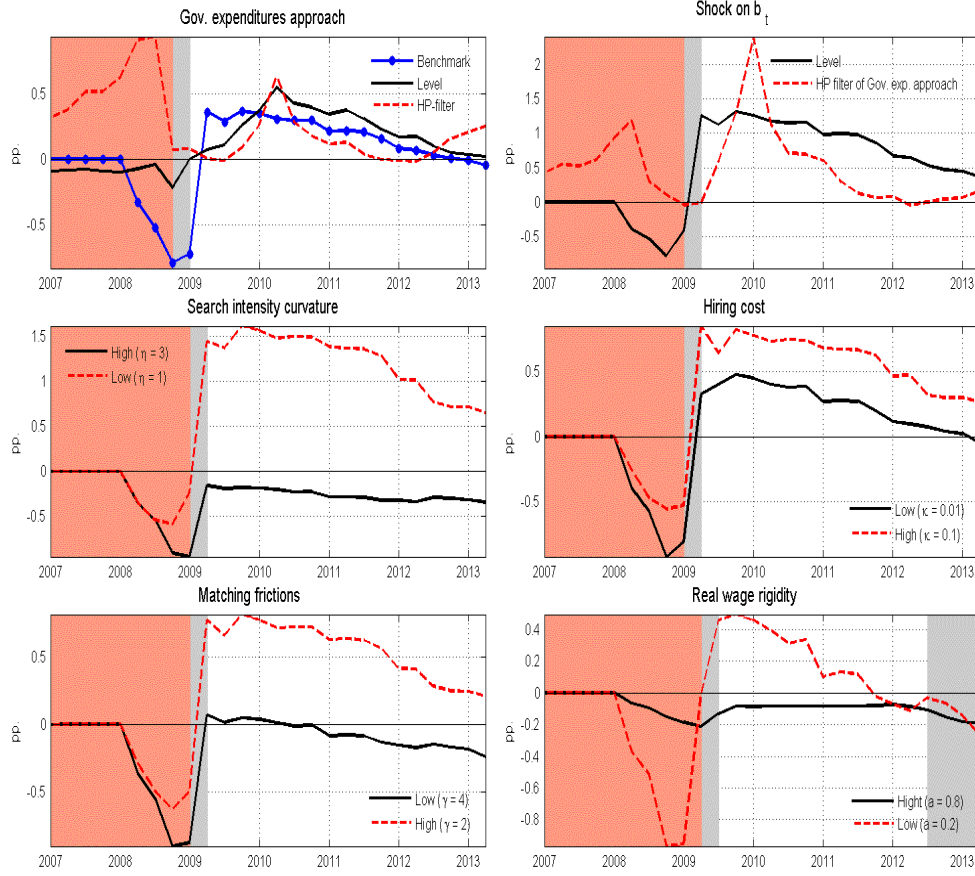 Gov. expenditures approach
pp.
0.5
0
-0.5
Benchmark
Level
HP-filter
2007 2008 2009 2010 2011 2012 2013
Shock on b t
pp.
2
1.5
1
0.5
0
-0.5
Level
HP filter of Gov. exp. approach
2007 2008 2009 2010 2011 2012 2013
Search intensity curvature
pp.
1.5
1
0.5
0
-0.5
High (η = 3)
Low (η = 1)
2007 2008 2009 2010 2011 2012 2013
Hiring cost
pp.
0.5
0
-0.5
Low (κ = 0.01)
High (κ = 0.1)
2007 2008 2009 2010 2011 2012 2013
Matching frictions
pp.
0.5
0
-0.5
Low (γ = 4)
High (γ = 2)
2007 2008 2009 2010 2011 2012 2013
Real wage rigidity
pp.
0.4
0.2
0
-0.2
-0.4
-0.6
-0.8
Hight (a = 0.8)
Low (a = 0.2)
2007 2008 2009 2010 2011 2012 2013